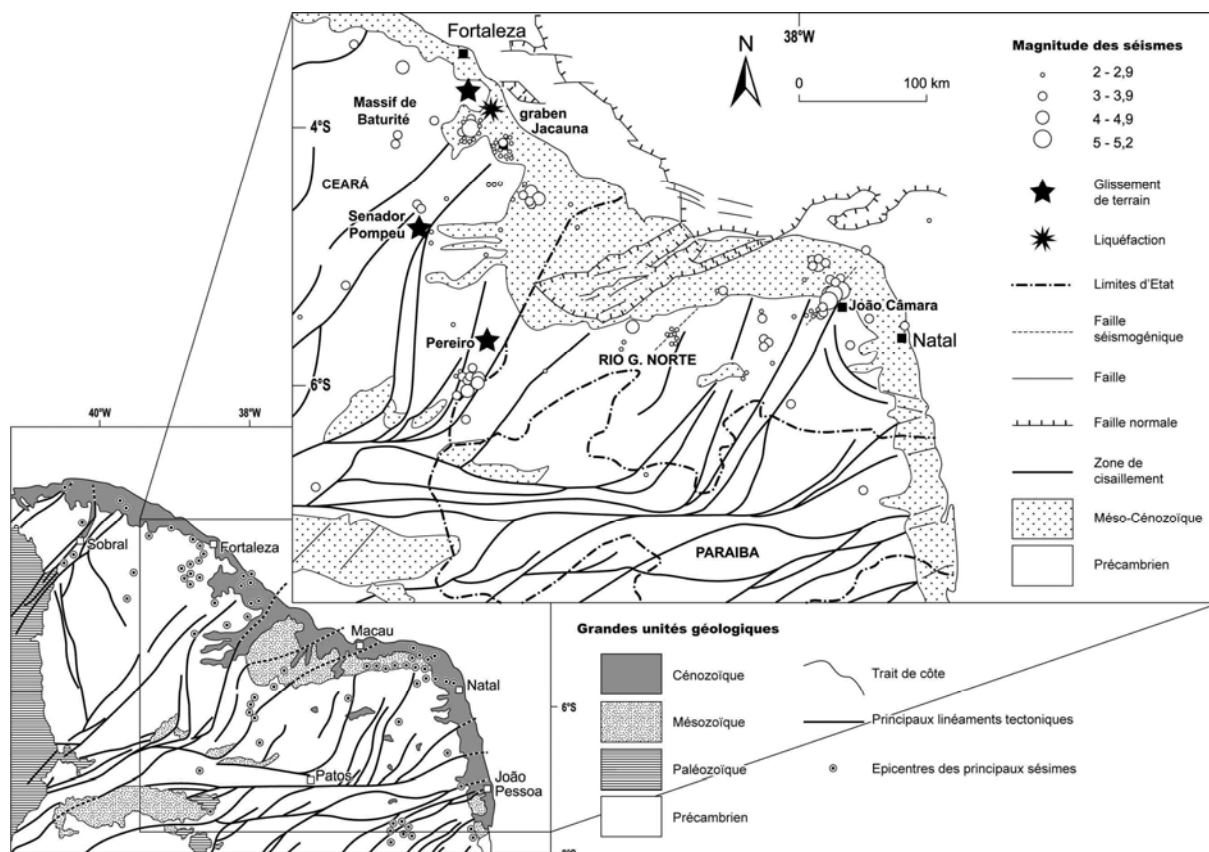 Fortaleza
38°W
N
0
100 km
Massif de
Baturité
graben
Jacauna
4°S
CEARÁ
Senador
Pompeu
João Câmara
Natal
Pereiro
RIO G. NORTE
6°S
PARAIBA
Magnitude des séismes
2 - 2,9
3 - 3,9
4 - 4,9
5 - 5,2
Glissement
de terrain
Liquéfaction
Limites d'Etat
Faille
séismogénique
Faille
Faille normale
Zone de
cisaillement
Méso-Cénozoïque
Précambrien
40°W
38°W
Sobral
Fortaleza
Macau
Natal
6°S
Patos
João
Pessoa
Grandes unités géologiques
Cénozoïque
Mésozoïque
Paléozoïque
Précambrien
Trait de côte
Principaux linéaments tectoniques
Epicentres des principaux sésimes